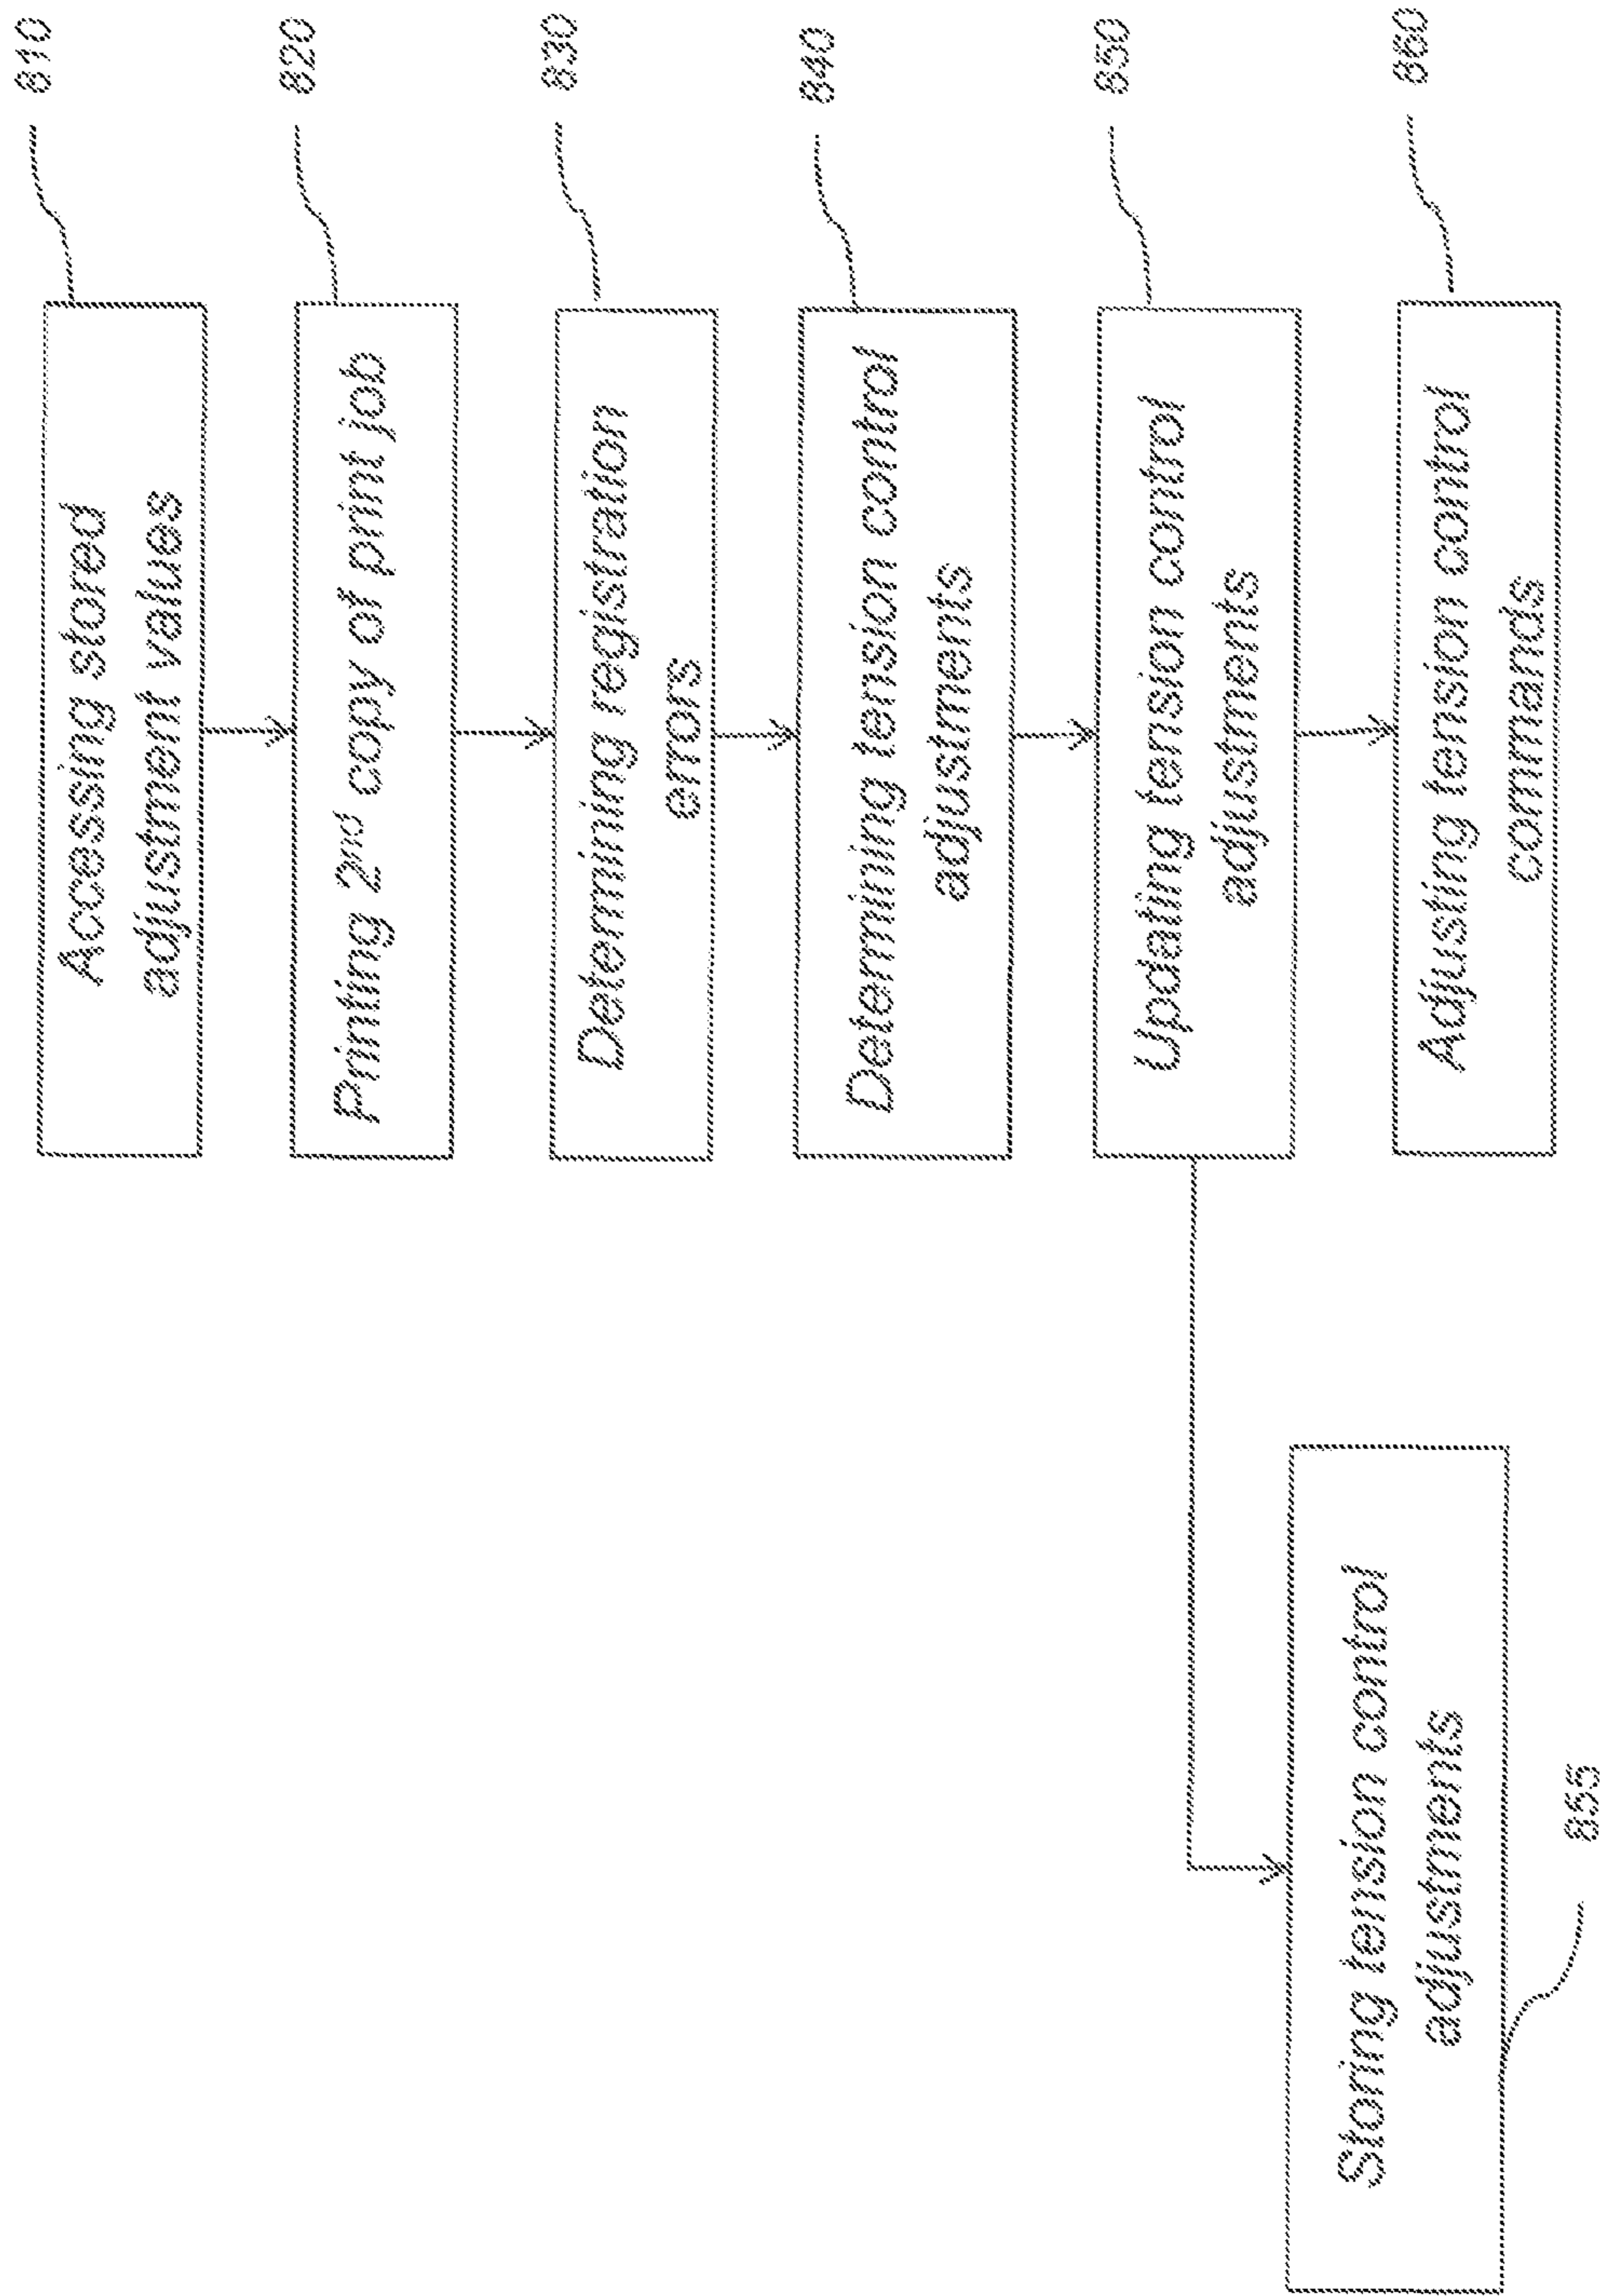 810
Accessing stored
adjustment values
820
Printing 2nd copy of print job
830
Determining registration
errors
840
Determining tension control
adjustments
850
Updating tension control
adjustments
860
Adjusting tension control
commands
Storing tension control
adjustments
855